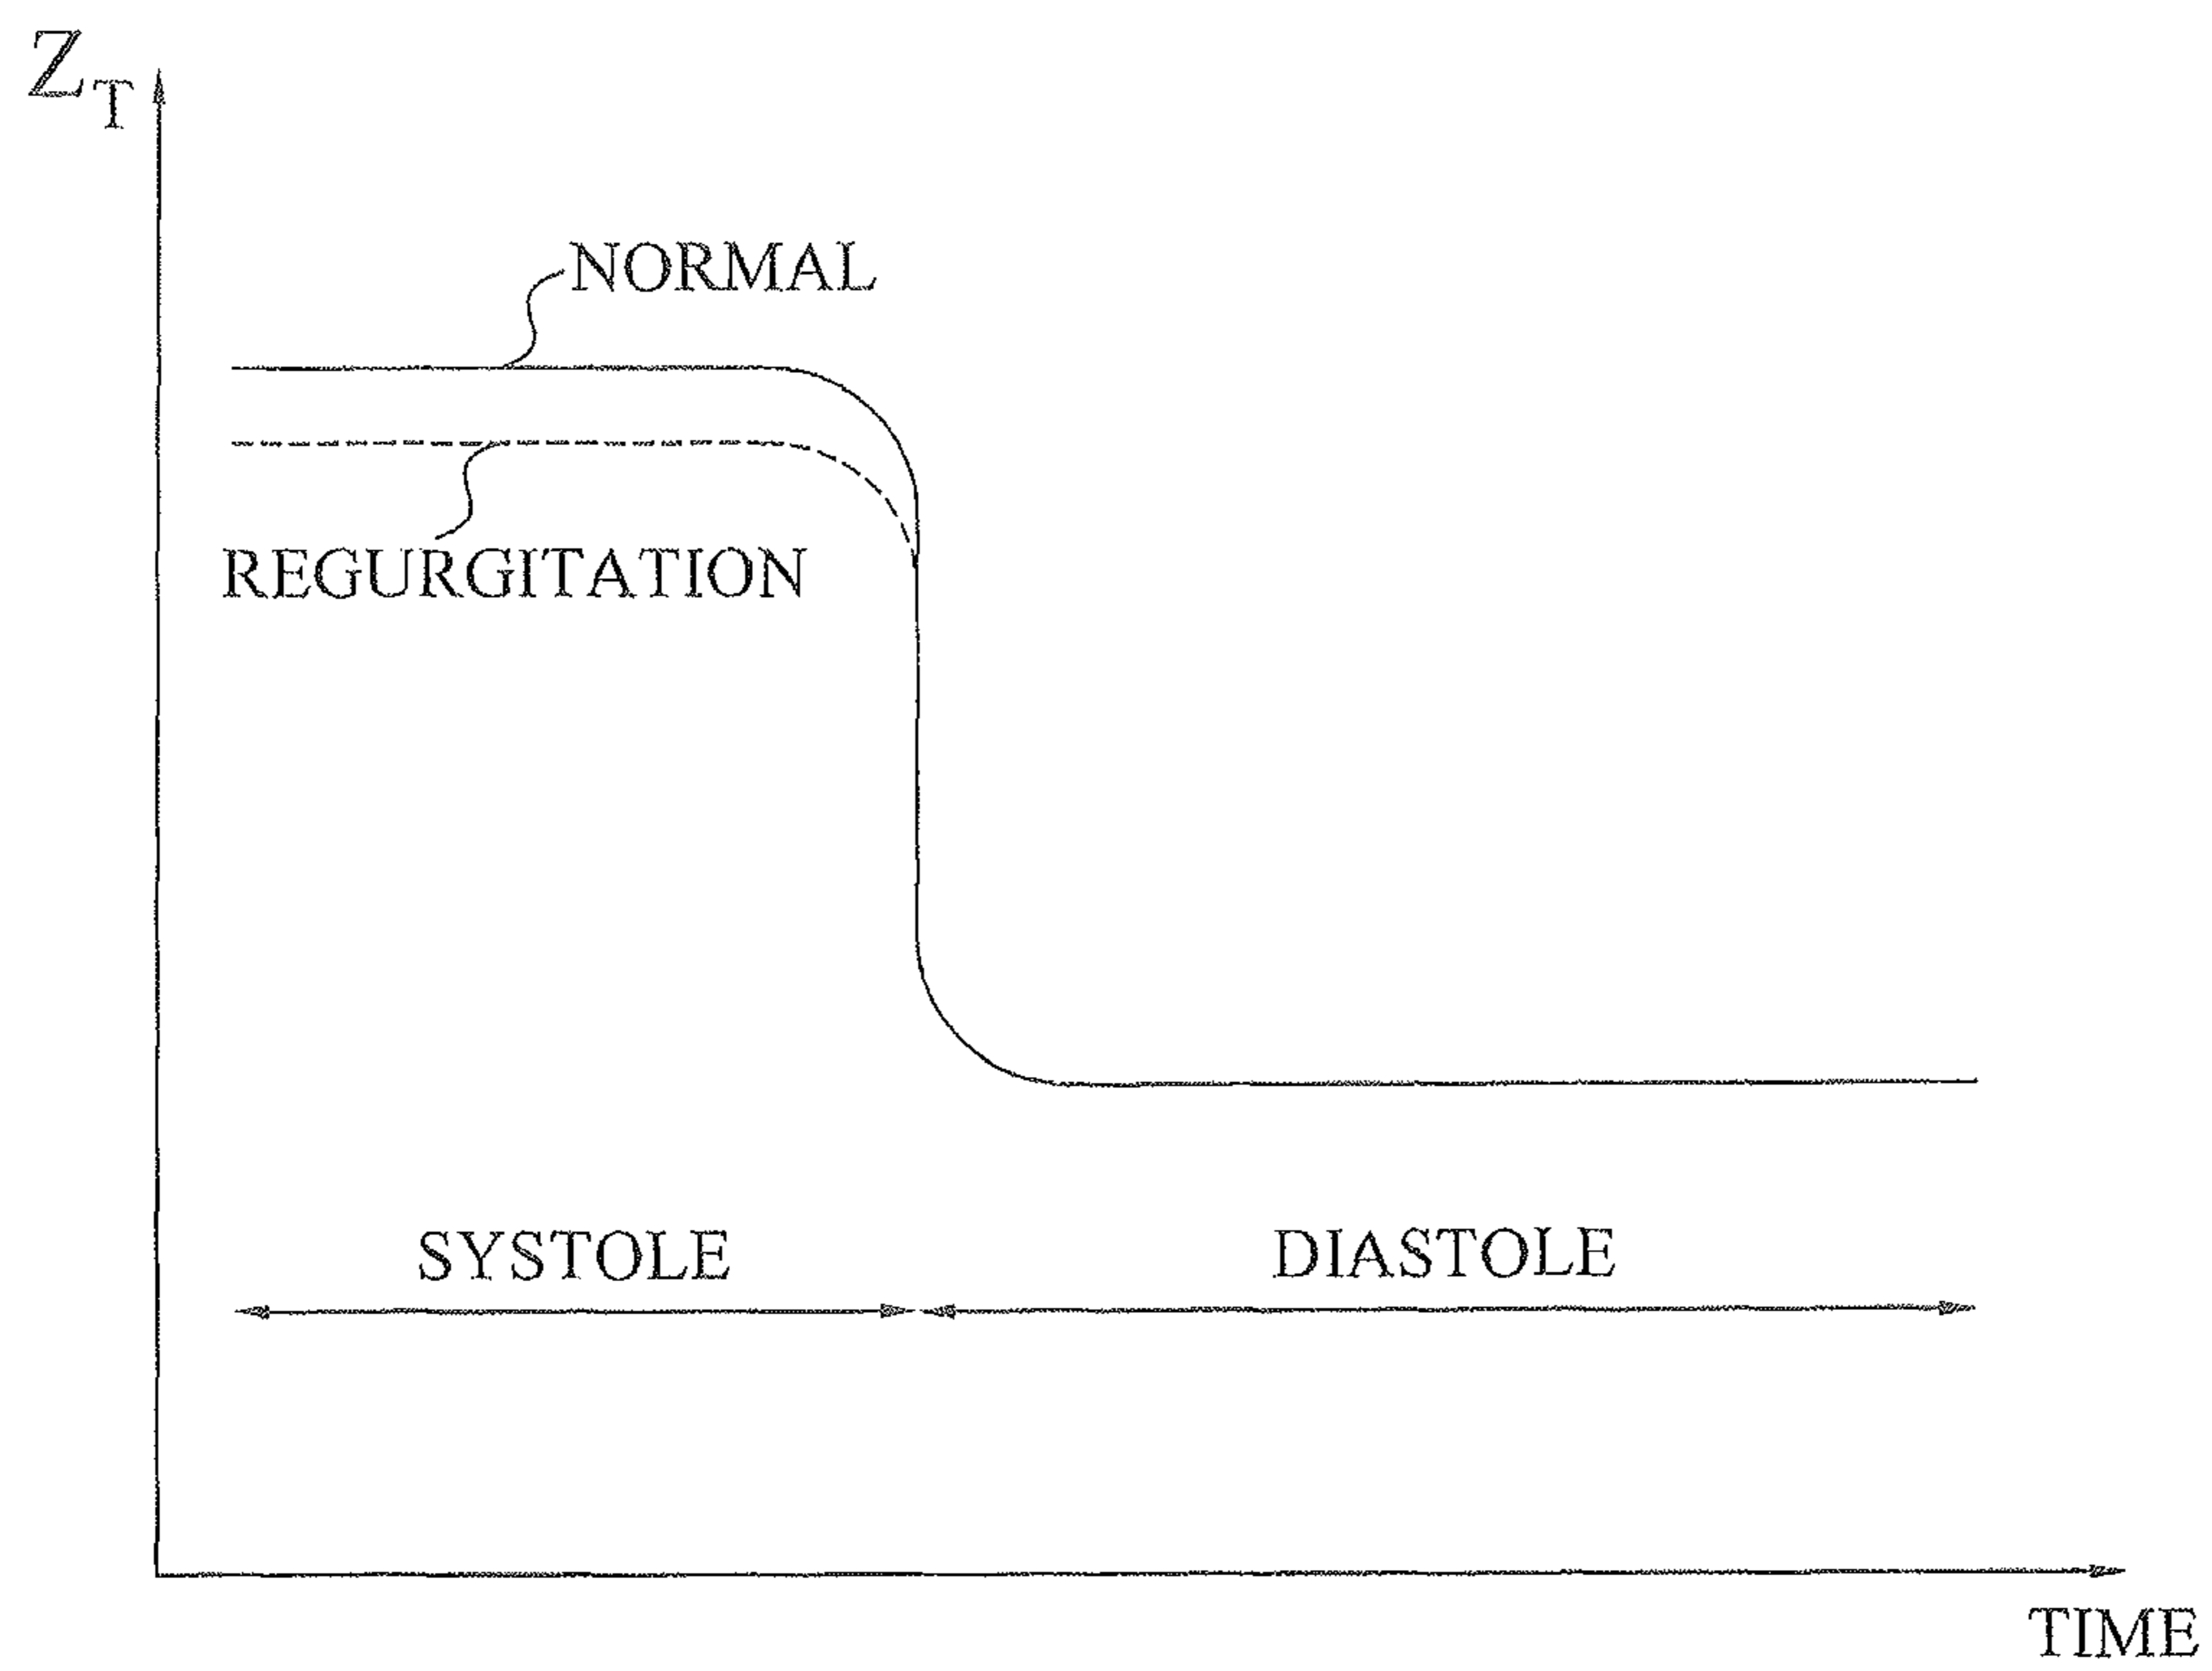 Z_T
NORMAL
REGURGITATION
SYSTOLE
DIASTOLE
TIME